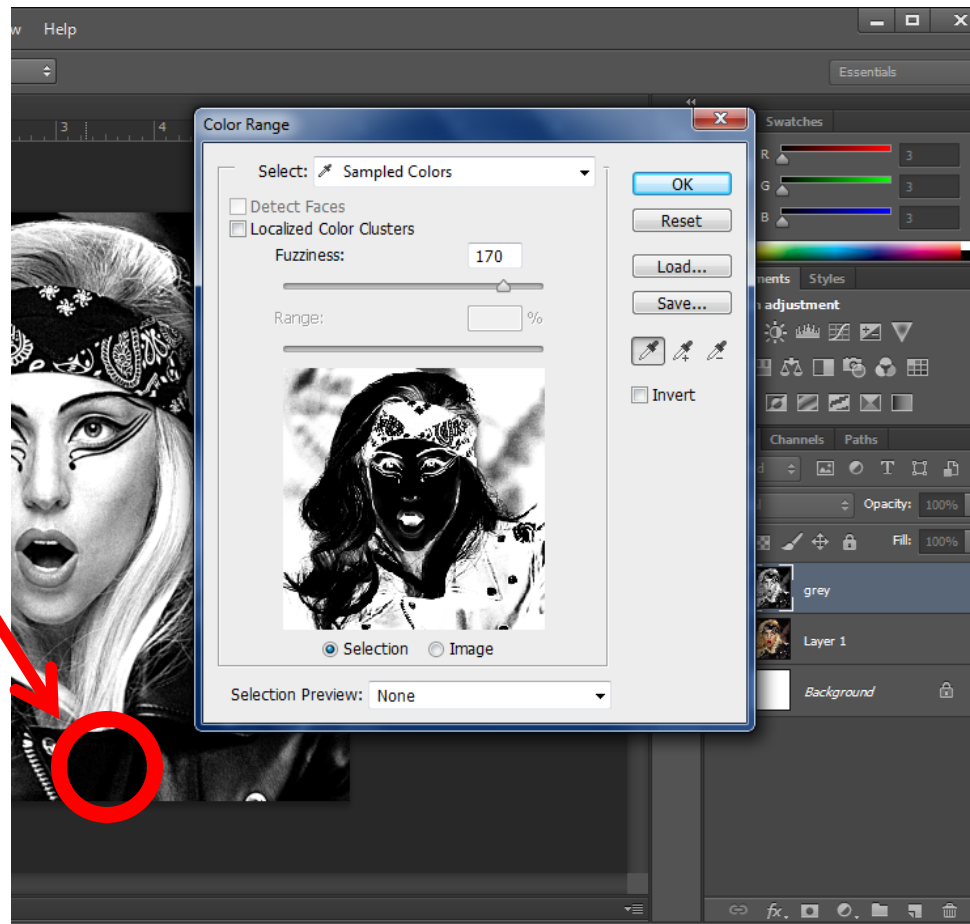 w Help
Essentials
3 4
Color Range
Swatches
Select: Sampled Colors
R 3
OK
G 3
Detect Faces
Reset
B 3
Localized Color Clusters
Fuzziness: 170
Load...
ments Styles
Save...
adjustment
Range: %
Invert
Channels Paths
Opacity: 100%
Fill: 100%
grey
Selection Image
Layer 1
Selection Preview: None
Background
fx.